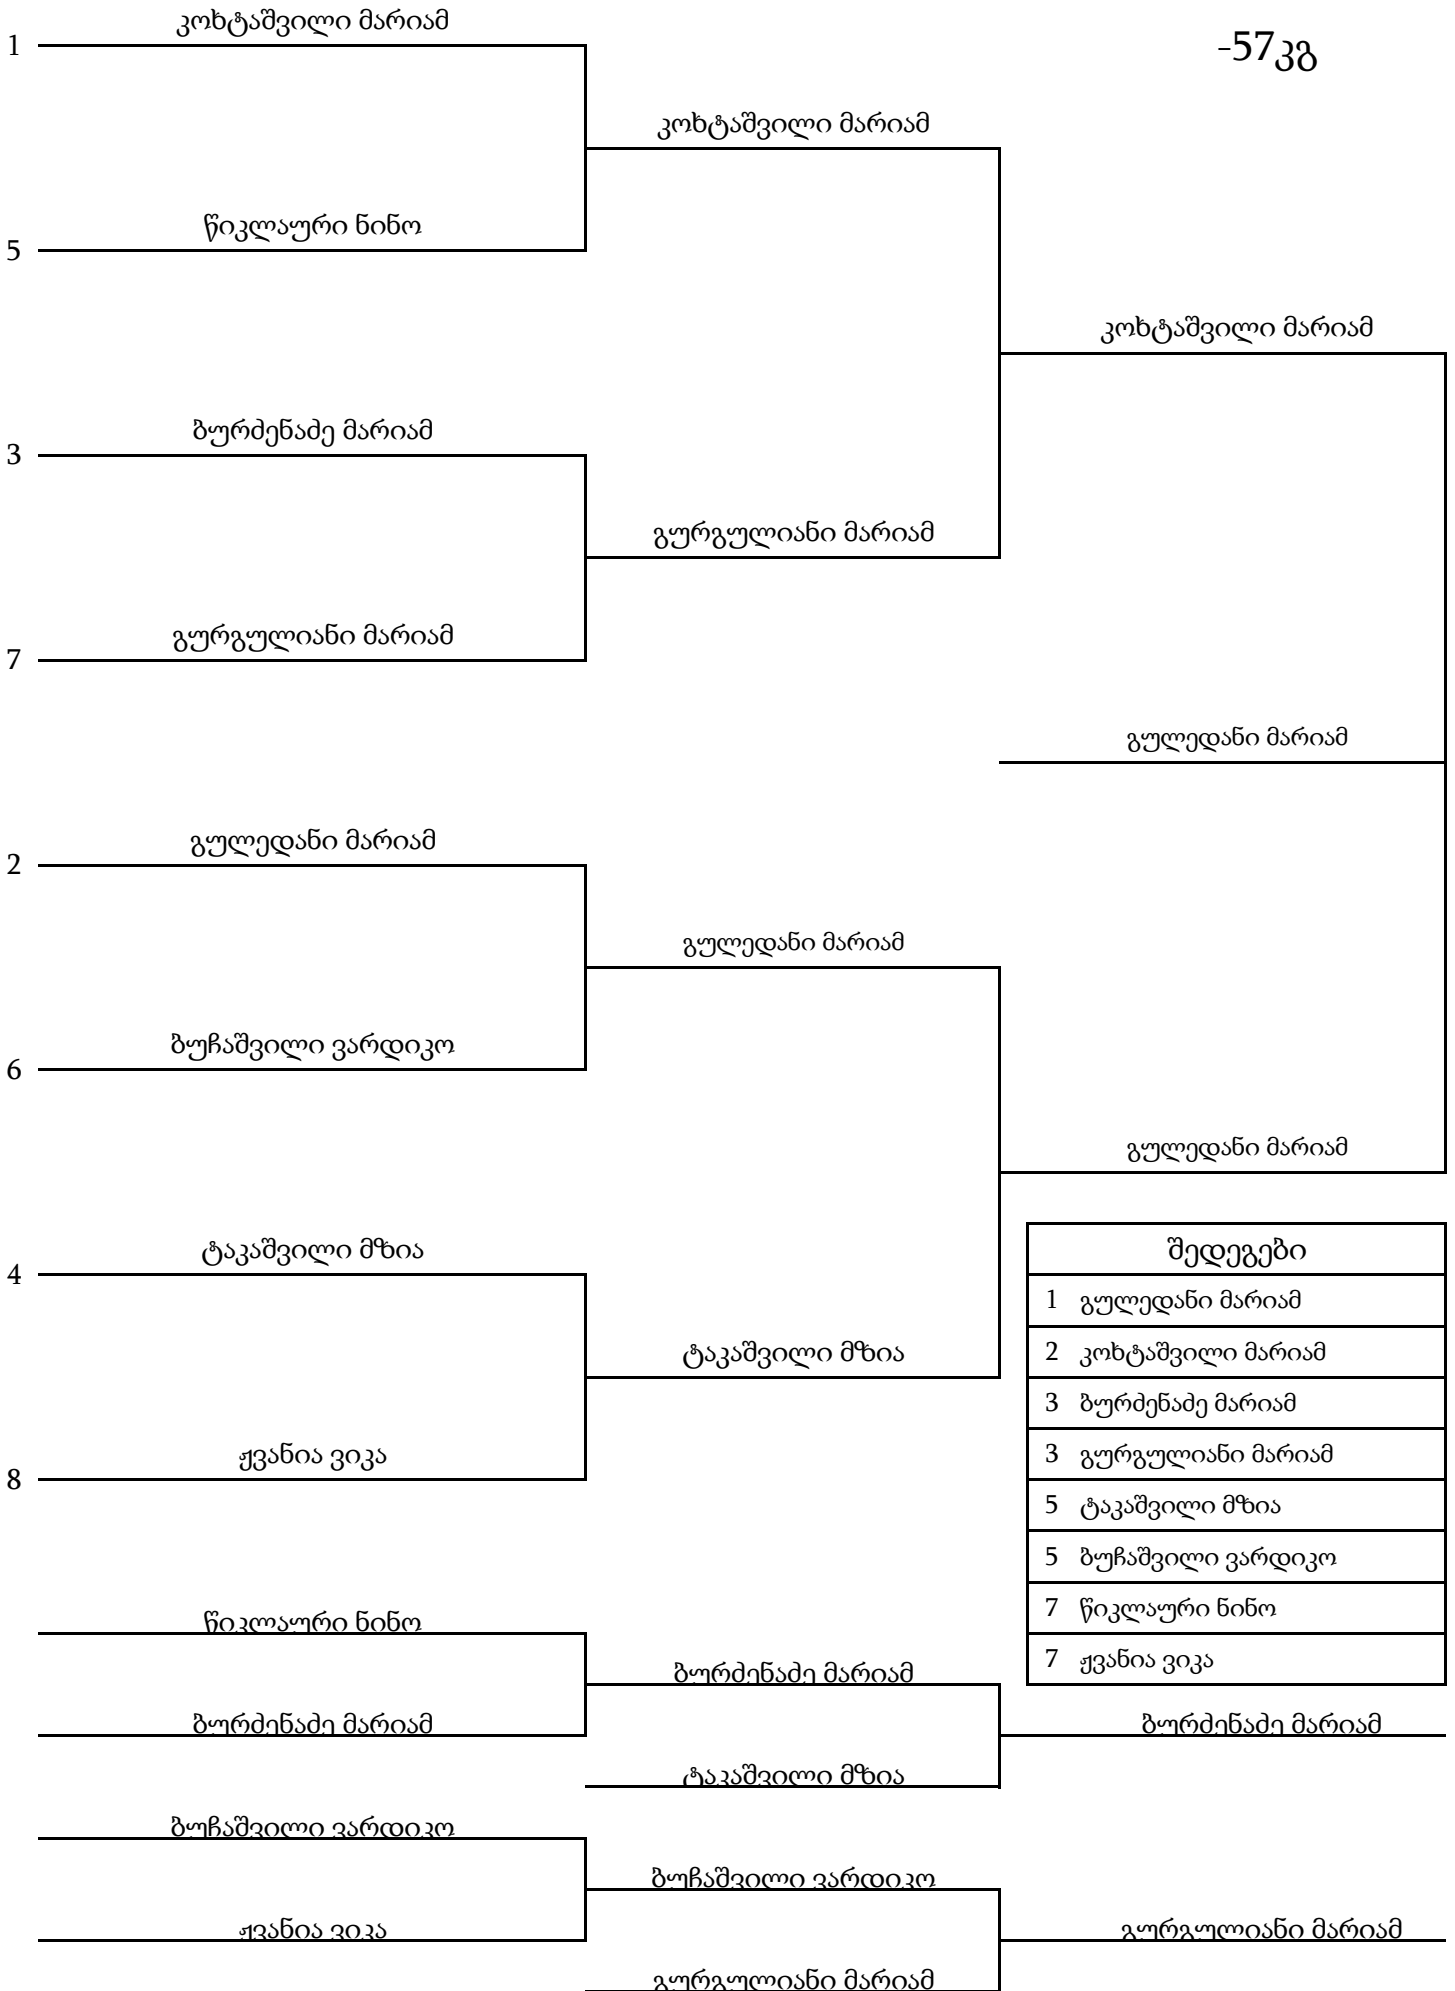 კოხტაშვილი მარიამ
1
-57კგ
კოხტაშვილი მარიამ
წიკლაური ნინო
5
კოხტაშვილი მარიამ
ბურძენაძე მარიამ
3
გურგულიანი მარიამ
გურგულიანი მარიამ
7
გულედანი მარიამ
გულედანი მარიამ
2
გულედანი მარიამ
ბუჩაშვილი ვარდიკო
6
გულედანი მარიამ
ტაკაშვილი მზია
4
ტაკაშვილი მზია
ჟვანია ვიკა
8
შედეგები
1 გულედანი მარიამ
2 კოხტაშვილი მარიამ
3 ბურძენაძე მარიამ
3 გურგულიანი მარიამ
5 ტაკაშვილი მზია
5 ბუჩაშვილი ვარდიკო
7 წიკლაური ნინო
7 ჟვანია ვიკა
წიკლაური ნინო
ბურძენაძე მარიამ
ბურძენაძე მარიამ
ბურძენაძე მარიამ
ტაკაშვილი მზია
ბუჩაშვილი ვარდიკო
ბუჩაშვილი ვარდიკო
ჟვანია ვიკა
გურგულიანი მარიამ
გურგულიანი მარიამ